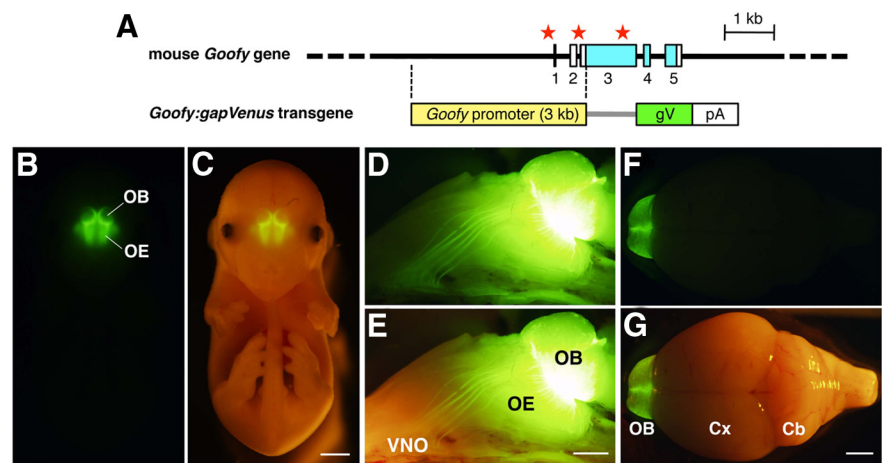 A
1 kb
mouse Goofy gene
1 2 3 4 5
Goofy:gapVenus transgene
Goofy promoter (3 kb)
gV
pA
B
OB
OE
C
D
E
OB
OE
VNO
F
G
OB
Cx
Cb